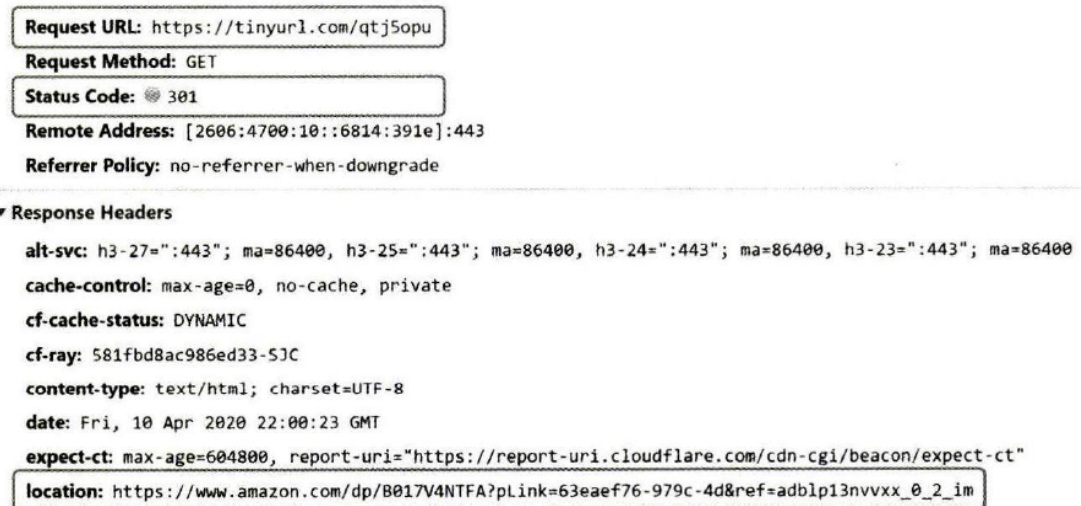 Request URL: https://tinyurl.com/qtj5opu
Request Method: GET
Status Code: 301
Remote Address: [2606:4700:10::6814:391e]:443
Referrer Policy: no-referrer-when-downgrade
Response Headers
alt-svc: h3-27=":443"; ma=86400, h3-25=":443"; ma=86400, h3-24=":443"; ma=86400, h3-23=":443"; ma=86400
cache-control: max-age=0, no-cache, private
cf-cache-status: DYNAMIC
cf-ray: 581fbd8ac986ed33-SJC
content-type: text/html; charset=UTF-8
date: Fri, 10 Apr 2020 22:00:23 GMT
expect-ct: max-age=604800, report-uri="https://report-uri.cloudflare.com/cdn-cgi/beacon/expect-ct"
location: https://www.amazon.com/dp/B017V4NTFA?pLink=63eaef76-979c-4d&ref=adblp13nvvxx_0_2_im